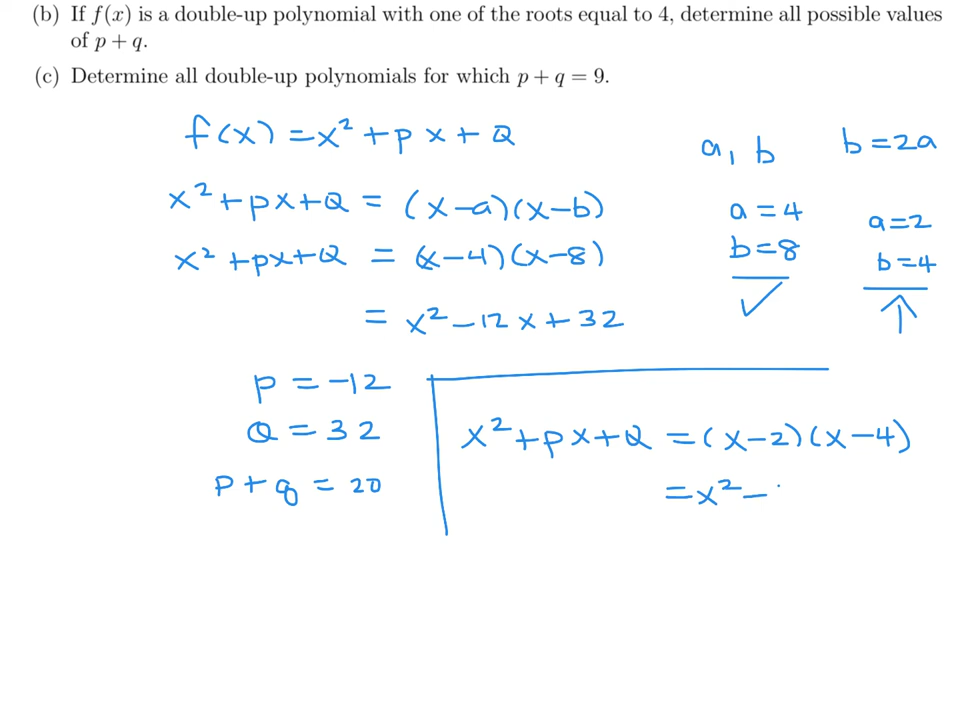 (b) If f(x) is a double-up polynomial with one of the roots equal to 4, determine all possible values
of p + q.
(c) Determine all double-up polynomials for which p + q = 9.
f(x) = x² + p x + Q
a, b
b = 2a
x² + px + Q = (x-a)(x-b)
a = 4
a = 2
x² + px + Q = (x-4)(x-8)
b = 8
b = 4
= x² - 12 x + 32
p = -12
Q = 32
x² + px + Q = (x-2)(x-4)
p + q = 20
= x² -